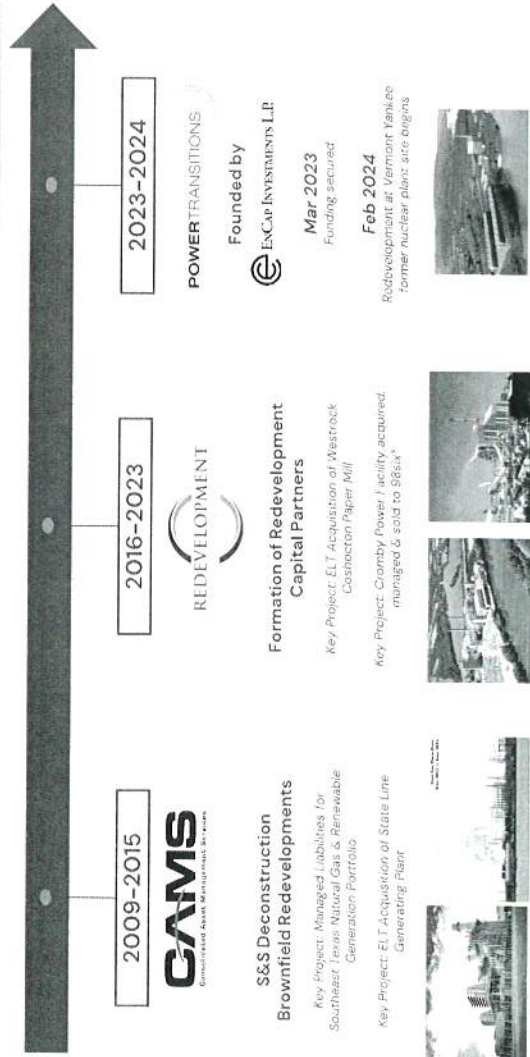 2009-2015
CAMS
Consolidated Asset Management Services
S&S Deconstruction
Brownfield Redevelopments
Key Project: Managed Liabilities for
Southeast Texas Natural Gas & Renewable
Generation Portfolio
Key Project: ELT Acquisition of State Line
Generating Plant
2016-2023
REDEVELOPMENT
Formation of Redevelopment
Capital Partners
Key Project: ELT Acquisition of Westrock
Coshocton Paper Mill
Key Project: Cromby Power Facility acquired,
managed & sold to 98six*
2023-2024
POWERTRANSITIONS
Founded by
ENCAP INVESTMENTS L.P.
Mar 2023
Funding secured
Feb 2024
Redevelopment at Vermont Yankee
former nuclear plant site begins